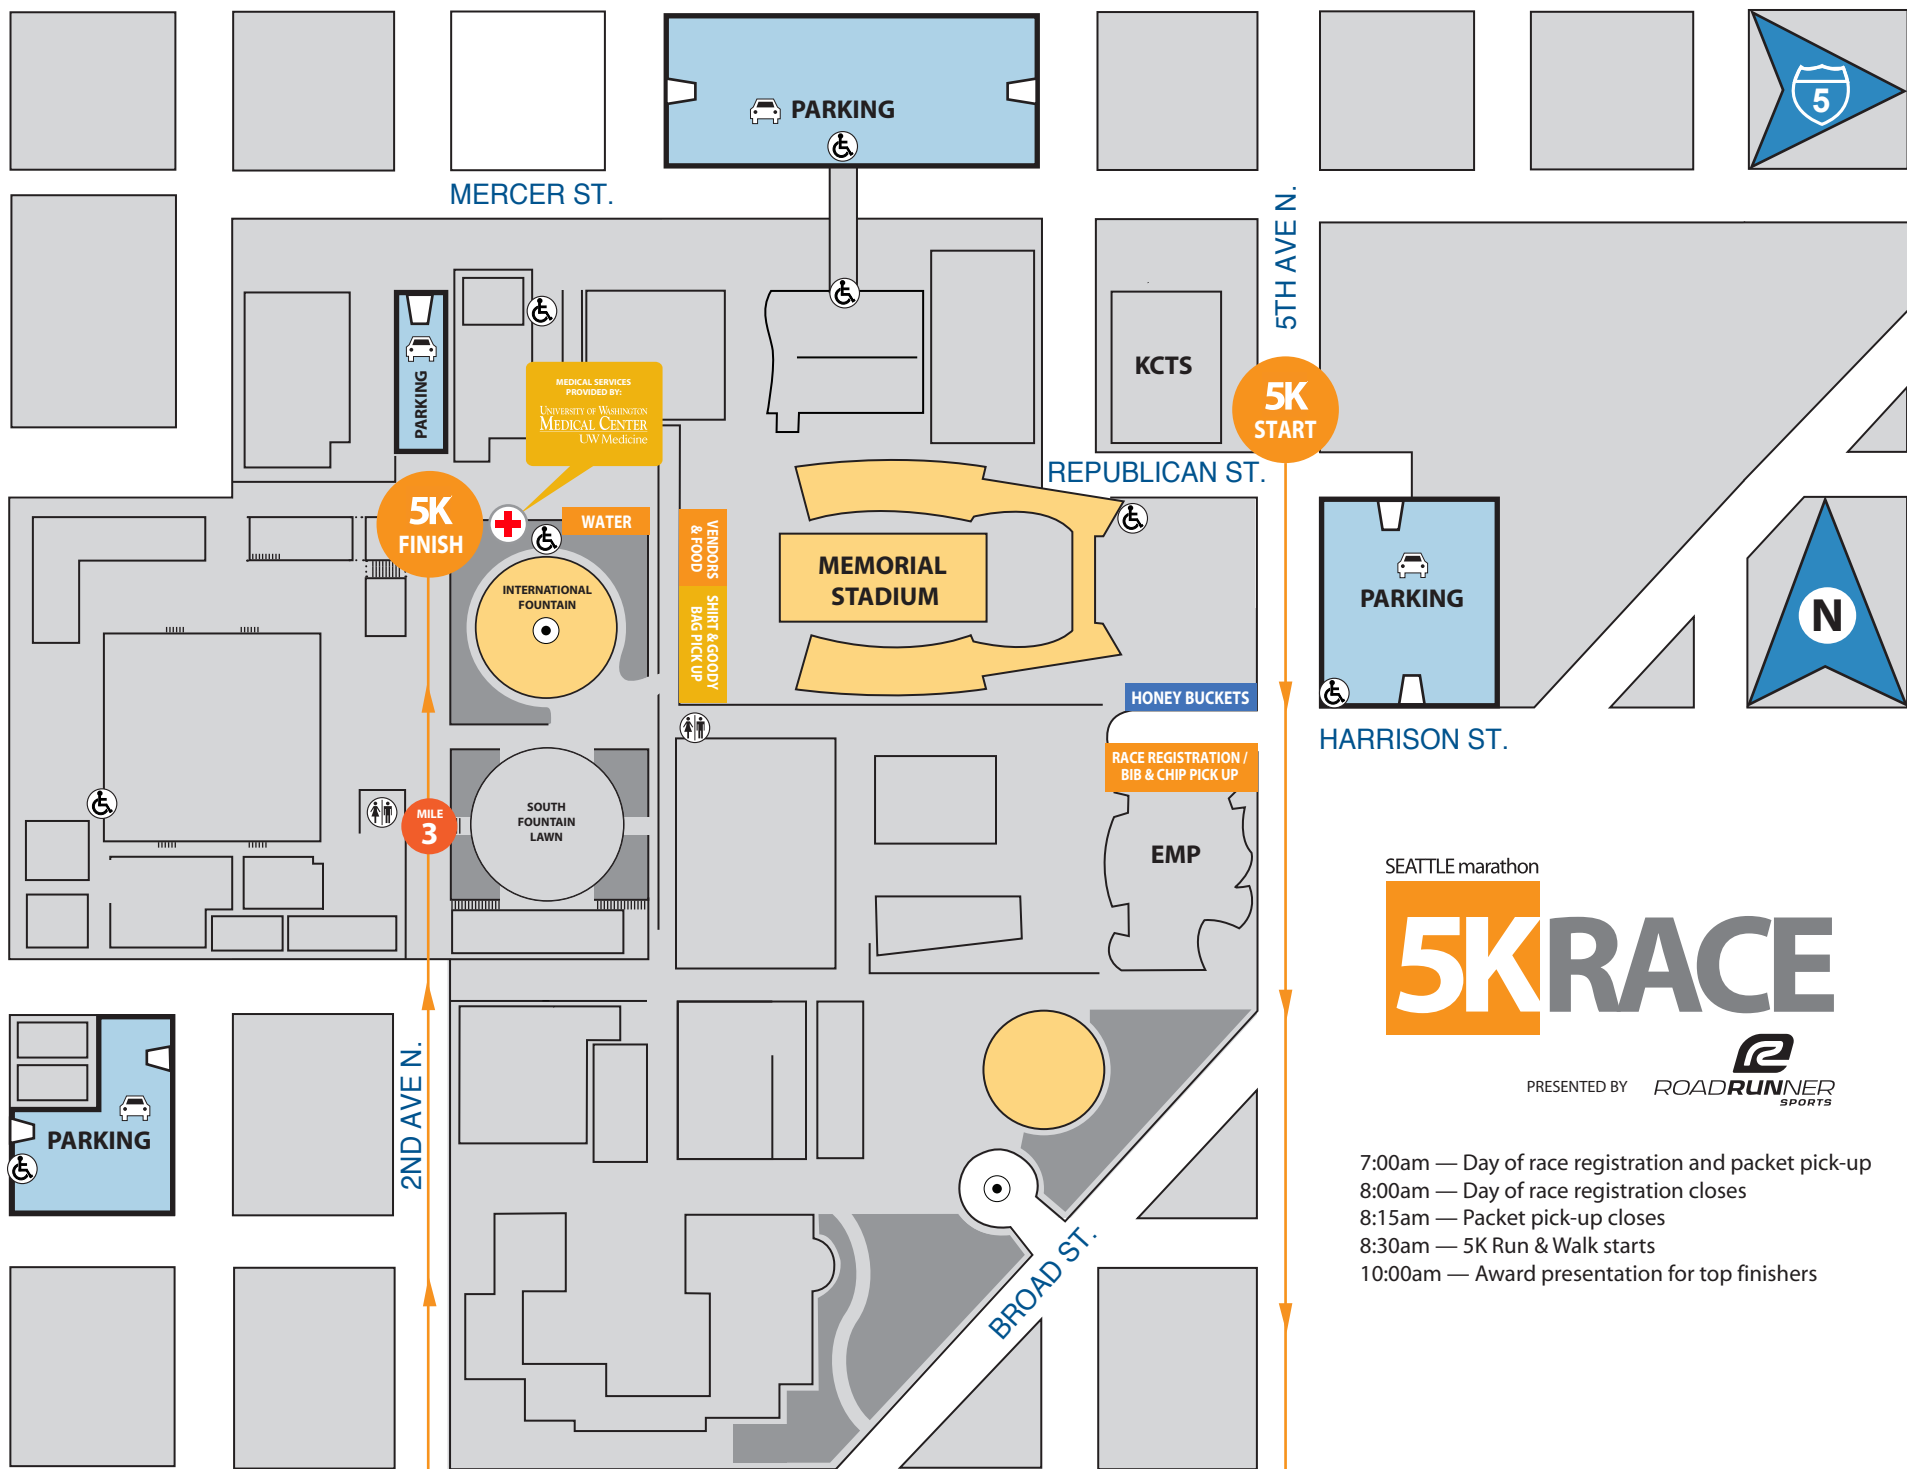 PARKING
5
MERCER ST.
5TH AVE N.
PARKING
MEDICAL SERVICES
PROVIDED BY:
UNIVERSITY OF WASHINGTON
MEDICAL CENTER
UW Medicine
KCTS
5K
START
REPUBLICAN ST.
5K
FINISH
WATER
VENDORS
& FOOD
SHIRT & GOODY
BAG PICK UP
MEMORIAL
STADIUM
INTERNATIONAL
FOUNTAIN
PARKING
N
HONEY BUCKETS
HARRISON ST.
RACE REGISTRATION /
BIB & CHIP PICK UP
MILE
3
SOUTH
FOUNTAIN
LAWN
EMP
SEATTLE marathon
5K RACE
PRESENTED BY ROADRUNNER
SPORTS
2ND AVE N.
PARKING
BROAD ST.
7:00am — Day of race registration and packet pick-up
8:00am — Day of race registration closes
8:15am — Packet pick-up closes
8:30am — 5K Run & Walk starts
10:00am — Award presentation for top finishers